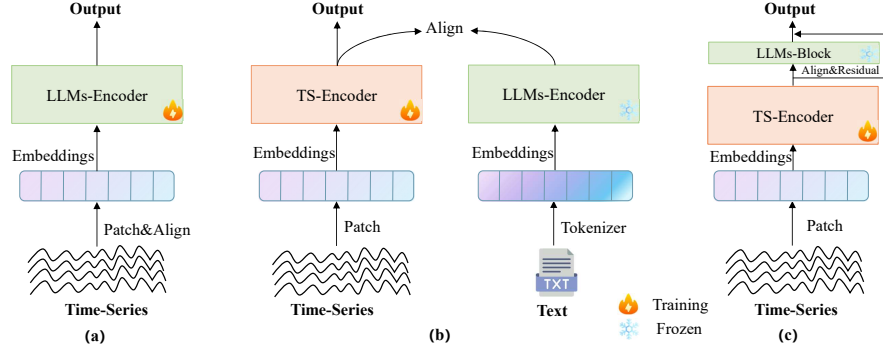 Output
LLMs-Encoder
Embeddings
Patch&Align
Time-Series
(a)
Output
Align
TS-Encoder
LLMs-Encoder
Embeddings
Embeddings
Patch
Tokenizer
TXT
Time-Series
Text
(b)
Training
Frozen
Output
LLMs-Block
Align&Residual
TS-Encoder
Embeddings
Patch
Time-Series
(c)